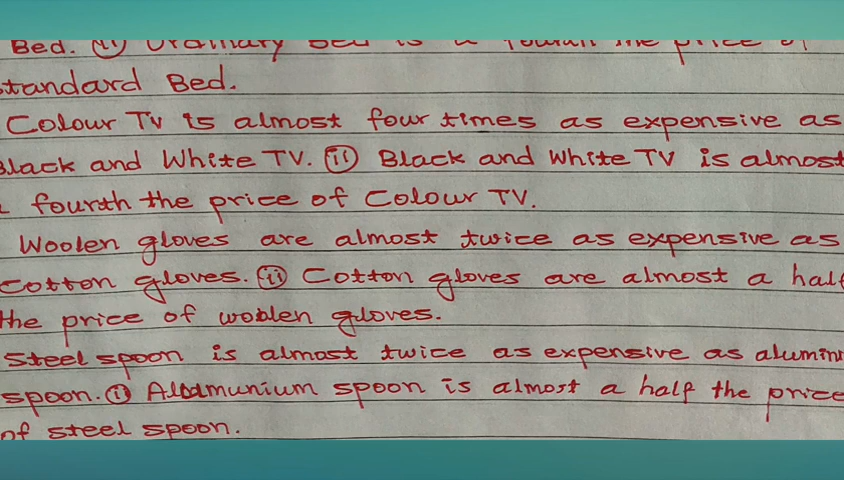 Bed. (ii) Ordinary Bed is a fourth the price of
standard Bed.
Colour TV is almost four times as expensive as
Black and White TV. (ii) Black and White TV is almost
a fourth the price of Colour TV.
Woolen gloves are almost twice as expensive as
Cotton gloves. (ii) Cotton gloves are almost a half
the price of woolen gloves.
Steel spoon is almost twice as expensive as alumin
spoon. (i) Alamunium spoon is almost a half the price
of steel spoon.